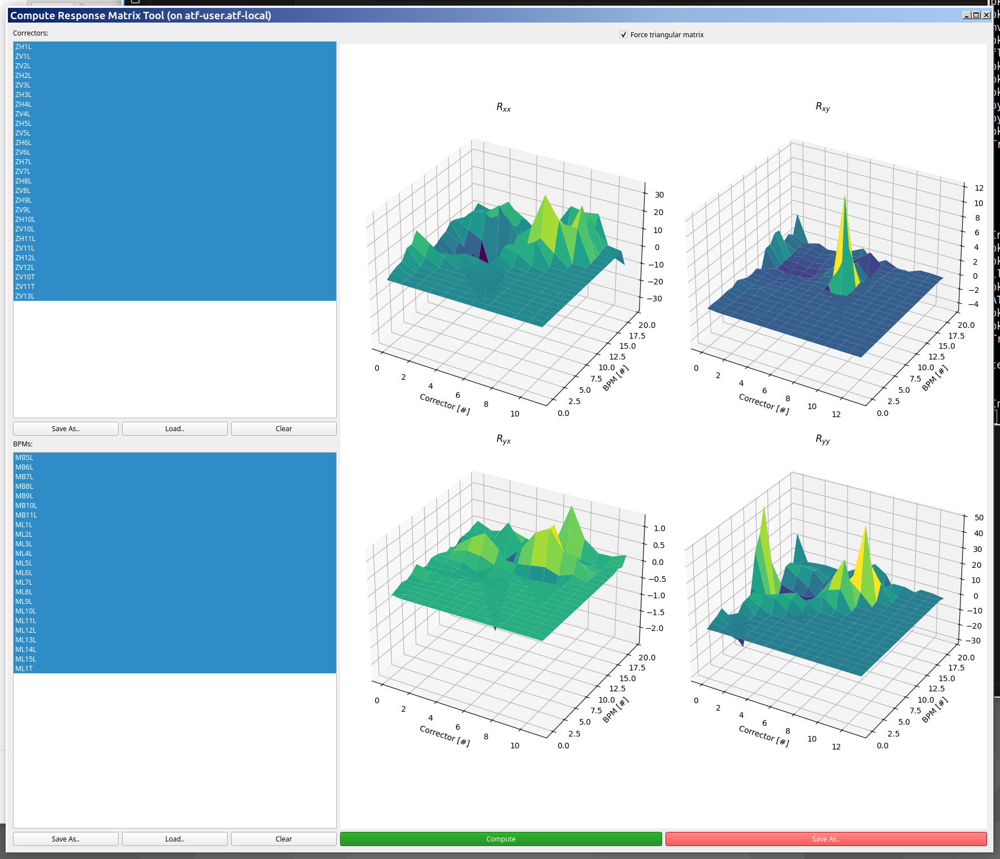 Compute Response Matrix Tool (on atf-user.atf-local)
Correctors:
ZH1L
ZV1L
ZV2L
ZH2L
ZV3L
ZH3L
ZH4L
ZV4L
ZH5L
ZV5L
ZH6L
ZV6L
ZH7L
ZV7L
ZH8L
ZV8L
ZH9L
ZV9L
ZH10L
ZV10L
ZH11L
ZV11L
ZH12L
ZV12L
ZV10T
ZV11T
ZV13L
Save As.. Load.. Clear
BPMs:
MB5L
MB6L
MB7L
MB8L
MB9L
MB10L
MB11L
ML1L
ML2L
ML3L
ML4L
ML5L
ML6L
ML7L
ML8L
ML9L
ML10L
ML11L
ML12L
ML13L
ML14L
ML15L
ML1T
Save As.. Load.. Clear
Force triangular matrix
Rxx
30
20
10
0
−10
−20
−30
20.0
17.5
15.0
12.5
10.0
7.5
5.0
2.5
0.0
BPM [#]
0 2 4 6 8 10
Corrector [#]
Rxy
12
10
8
6
4
2
0
−2
−4
20.0
17.5
15.0
12.5
10.0
7.5
5.0
2.5
0.0
BPM [#]
0 2 4 6 8 10 12
Corrector [#]
Ryx
1.0
0.5
0.0
−0.5
−1.0
−1.5
−2.0
20.0
17.5
15.0
12.5
10.0
7.5
5.0
2.5
0.0
BPM [#]
0 2 4 6 8 10
Corrector [#]
Ryy
50
40
30
20
10
0
−10
−20
−30
20.0
17.5
15.0
12.5
10.0
7.5
5.0
2.5
0.0
BPM [#]
0 2 4 6 8 10 12
Corrector [#]
Compute
Save As..